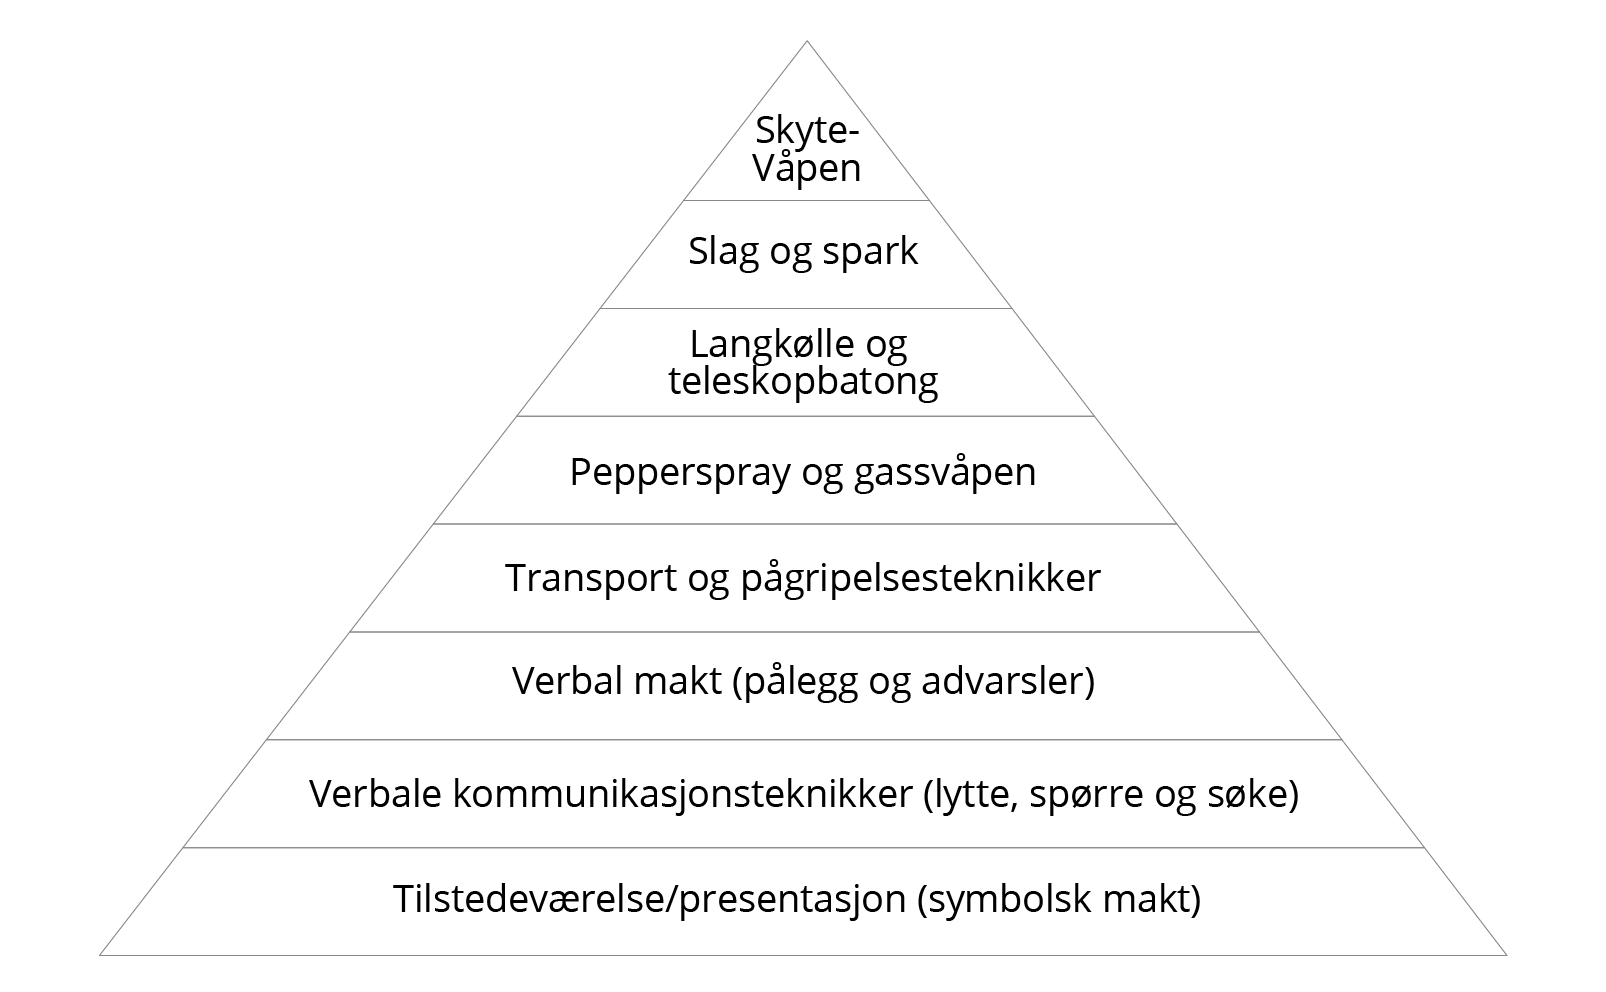 Skyte-
Våpen
Slag og spark
Langkølle og
teleskopbatong
Pepperspray og gassvåpen
Transport og pågripelsesteknikker
Verbal makt (pålegg og advarsler)
Verbale kommunikasjonsteknikker (lytte, spørre og søke)
Tilstedeværelse/presentasjon (symbolsk makt)